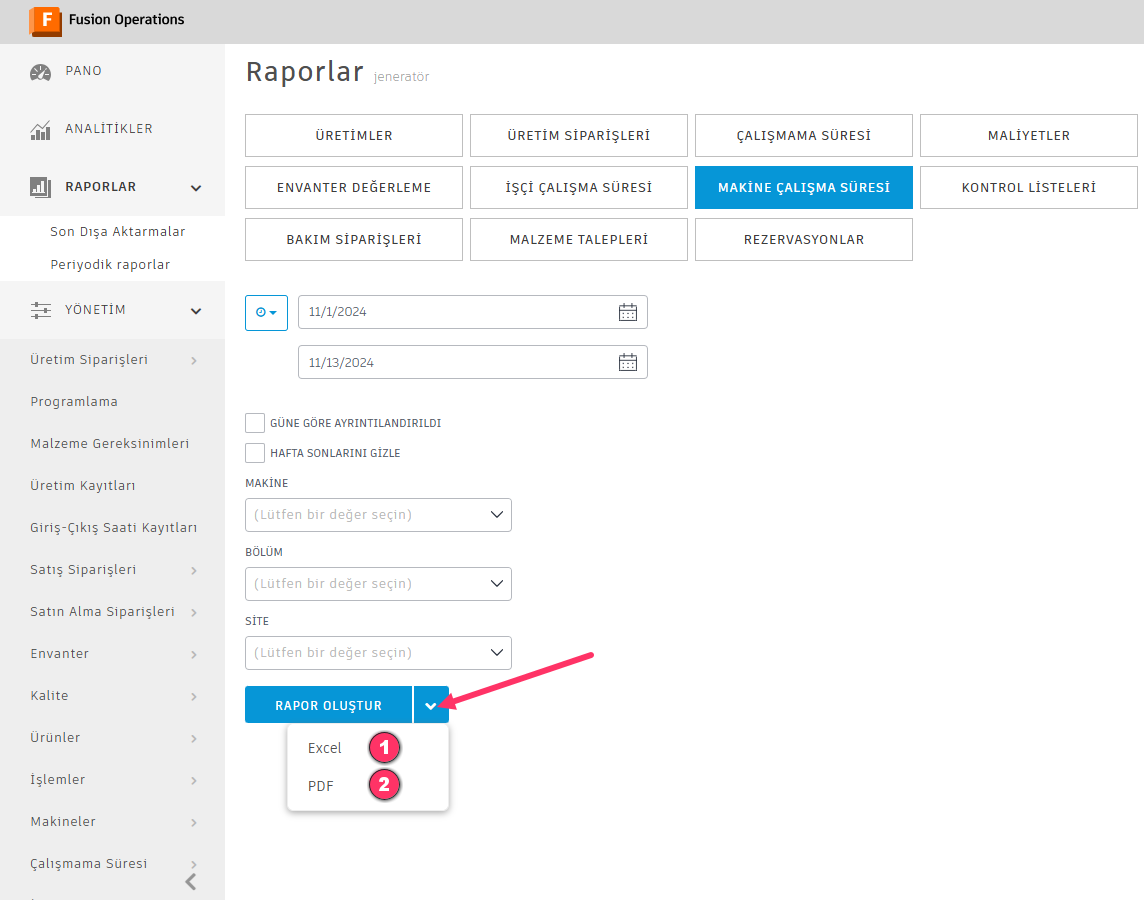 F Fusion Operations
PANO
ANALİTİKLER
RAPORLAR
Son Dışa Aktarmalar
Periyodik raporlar
YÖNETİM
Üretim Siparişleri
Programlama
Malzeme Gereksinimleri
Üretim Kayıtları
Giriş-Çıkış Saati Kayıtları
Satış Siparişleri
Satın Alma Siparişleri
Envanter
Kalite
Ürünler
İşlemler
Makineler
Çalışmama Süresi
Raporlar jeneratör
ÜRETİMLER ÜRETİM SİPARİŞLERİ ÇALIŞMAMA SÜRESİ MALİYETLER
ENVANTER DEĞERLEME İŞÇİ ÇALIŞMA SÜRESİ MAKİNE ÇALIŞMA SÜRESİ KONTROL LİSTELERİ
BAKIM SİPARİŞLERİ MALZEME TALEPLERİ REZERVASYONLAR
11/1/2024
11/13/2024
GÜNE GÖRE AYRINTILANDIRILDI
HAFTA SONLARINI GİZLE
MAKİNE
(Lütfen bir değer seçin)
BÖLÜM
(Lütfen bir değer seçin)
SİTE
(Lütfen bir değer seçin)
RAPOR OLUŞTUR
Excel 1
PDF 2